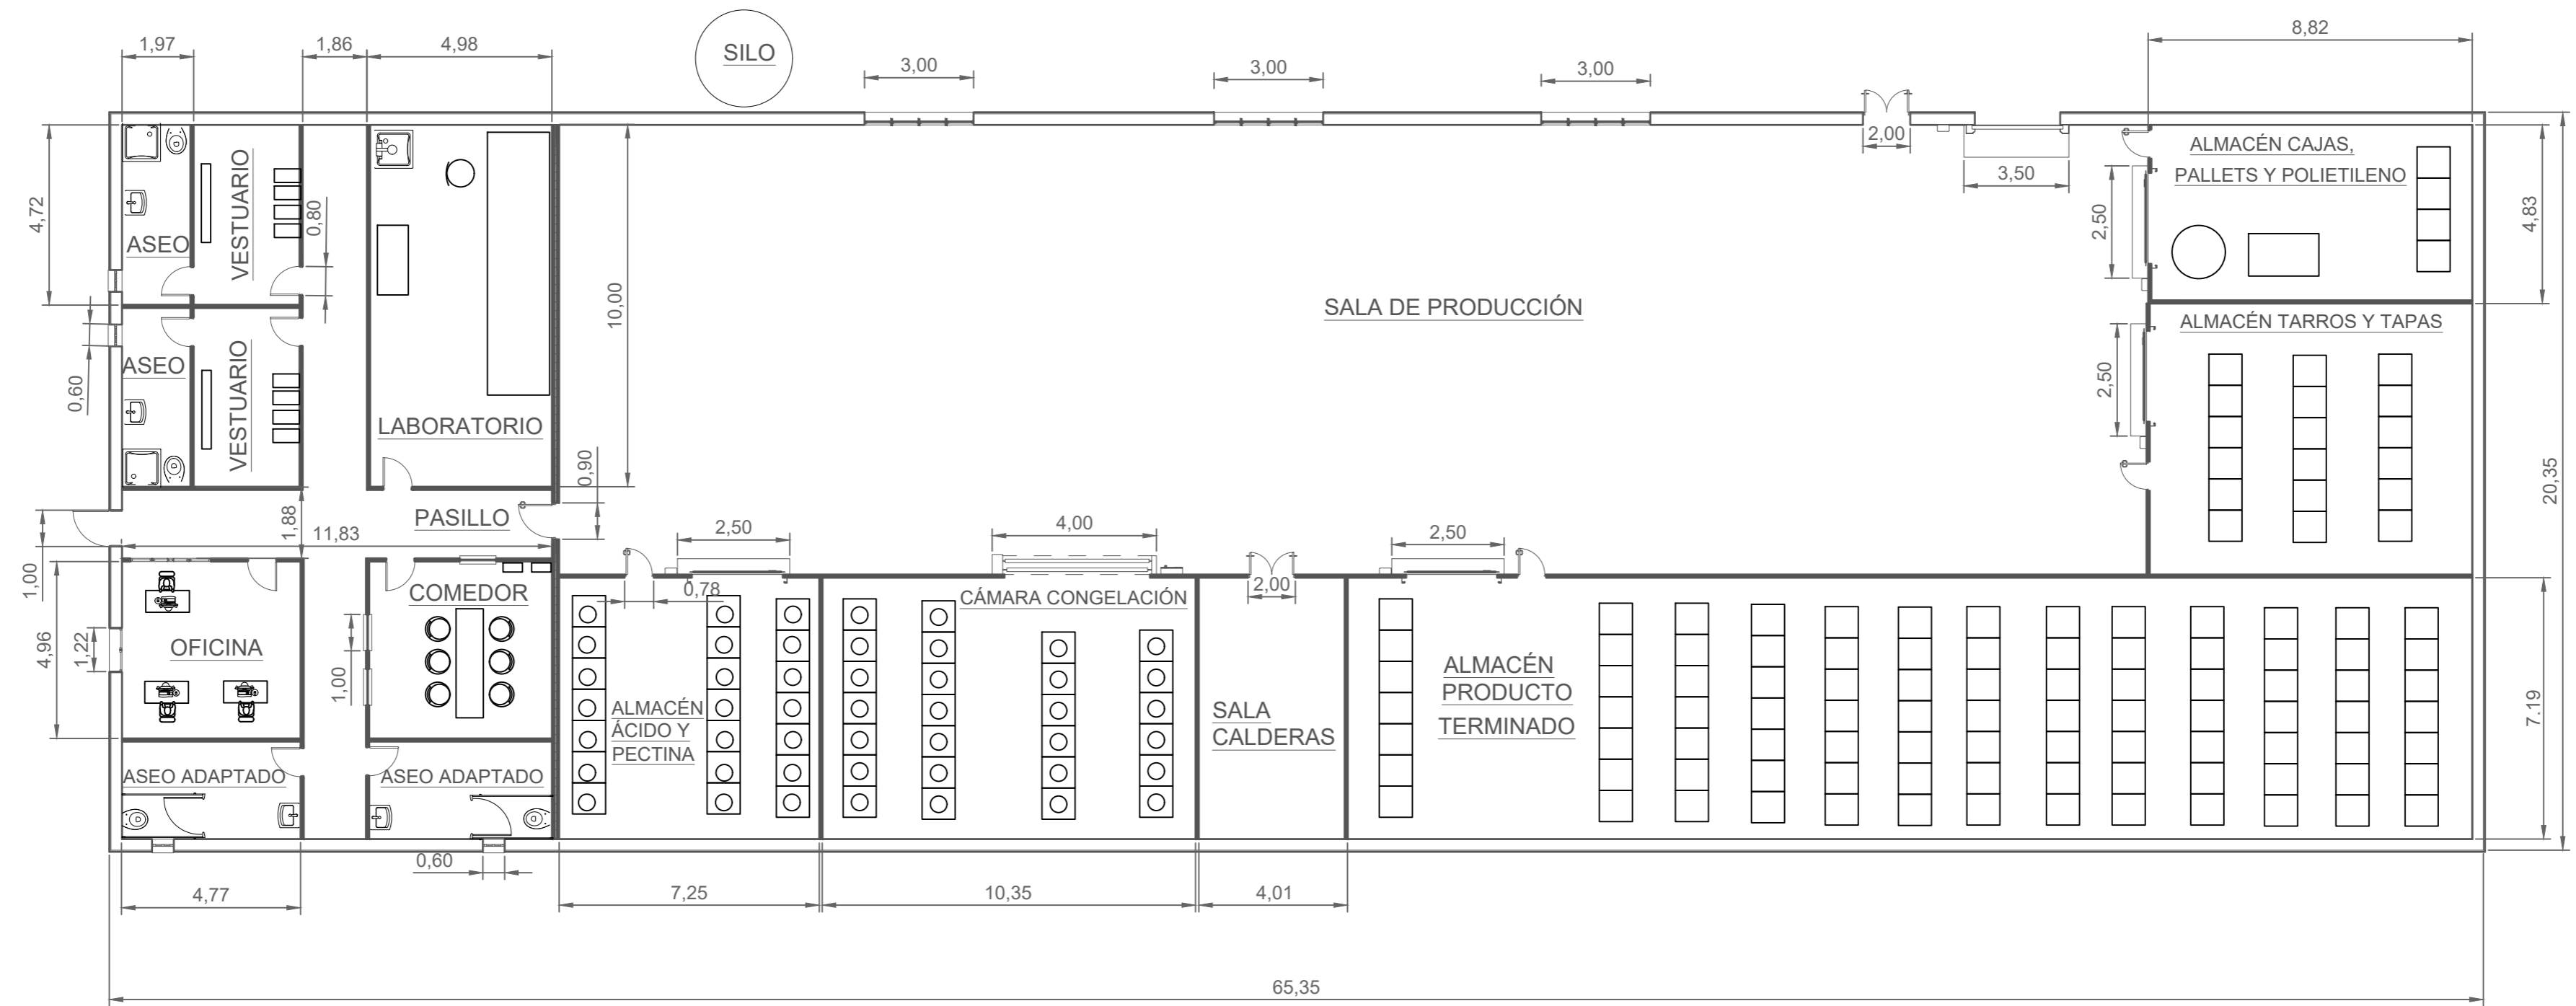 1,97
1,86
4,98
SILO
3,00
3,00
3,00
8,82
4,72
ASEO
VESTUARIO
0,80
10,00
2,00
3,50
ALMACÉN CAJAS,
PALLETS Y POLIETILENO
2,50
4,83
SALA DE PRODUCCIÓN
ALMACÉN TARROS Y TAPAS
0,60
ASEO
VESTUARIO
LABORATORIO
2,50
20,35
0,90
1,88
PASILLO
11,83
1,00
2,50
4,00
2,50
0,78
2,00
4,96
1,22
OFICINA
COMEDOR
1,00
CÁMARA CONGELACIÓN
ALMACÉN
ÁCIDO Y
PECTINA
SALA
CALDERAS
ALMACÉN
PRODUCTO
TERMINADO
7.19
ASEO ADAPTADO
ASEO ADAPTADO
0,60
4,77
7,25
10,35
4,01
65,35